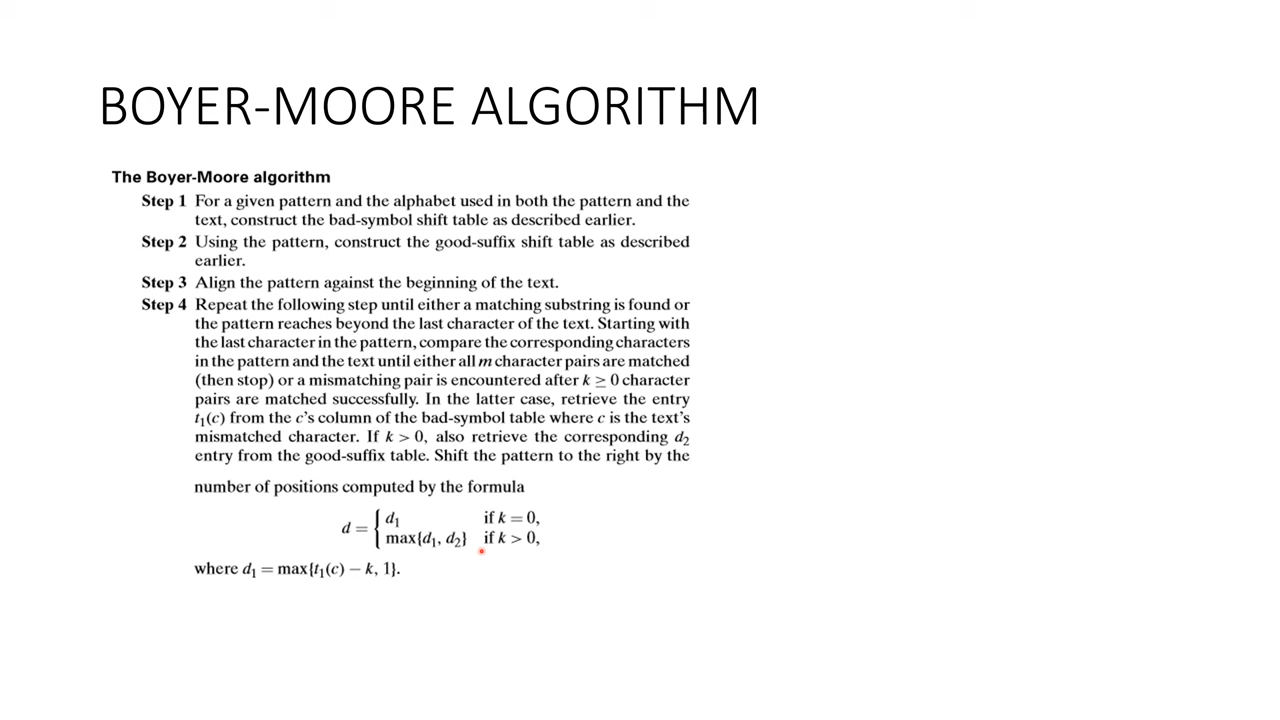 BOYER-MOORE ALGORITHM
The Boyer-Moore algorithm
Step 1 For a given pattern and the alphabet used in both the pattern and the
text, construct the bad-symbol shift table as described earlier.
Step 2 Using the pattern, construct the good-suffix shift table as described
earlier.
Step 3 Align the pattern against the beginning of the text.
Step 4 Repeat the following step until either a matching substring is found or
the pattern reaches beyond the last character of the text. Starting with
the last character in the pattern, compare the corresponding characters
in the pattern and the text until either all m character pairs are matched
(then stop) or a mismatching pair is encountered after k ≥ 0 character
pairs are matched successfully. In the latter case, retrieve the entry
t₁(c) from the c's column of the bad-symbol table where c is the text's
mismatched character. If k > 0, also retrieve the corresponding d₂
entry from the good-suffix table. Shift the pattern to the right by the
number of positions computed by the formula
d = { d₁ if k = 0,
max{d₁, d₂} if k > 0,
where d₁ = max{t₁(c) − k, 1}.